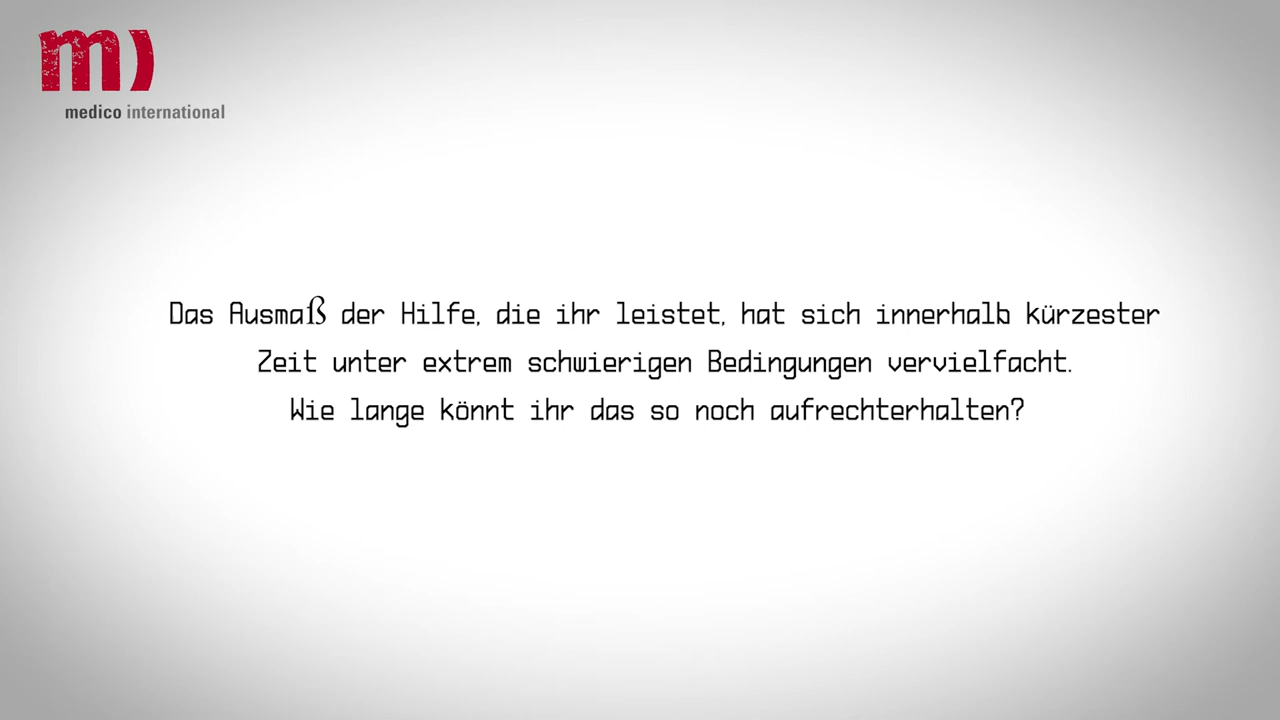 m)
medico international
Das Ausmaß der Hilfe, die ihr leistet, hat sich innerhalb kürzester
Zeit unter extrem schwierigen Bedingungen vervielfacht.
Wie lange könnt ihr das so noch aufrechterhalten?